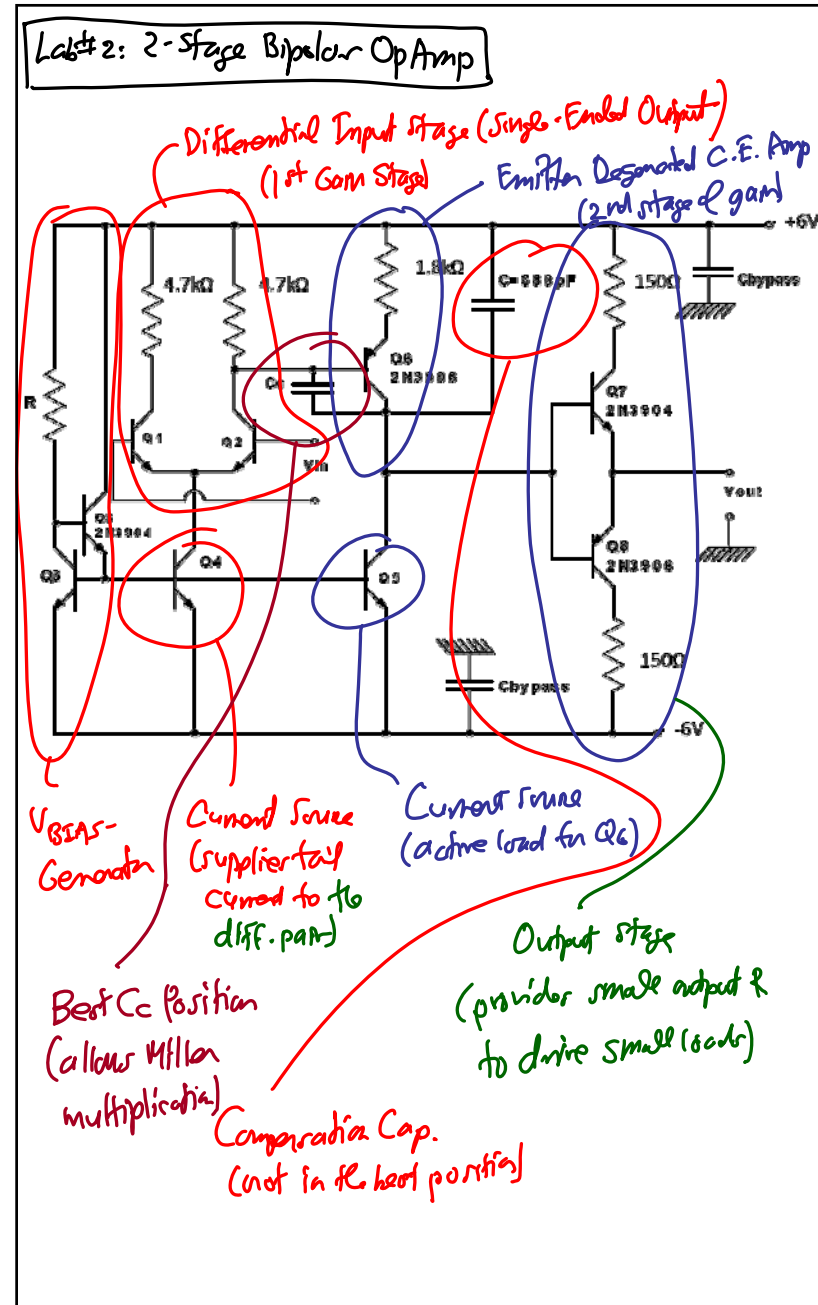 Lab#2: 2-Stage Bipolar OpAmp
Differential Input Stage (Single-Ended Output)
(1st Gain Stage)
Emitter Degenerated C.E. Amp
(2nd stage of gain)
+6V
4.7kΩ
4.7kΩ
1.8kΩ
C=888pF
150Ω
Cbypass
R
Cc
Q6
2N3906
Q7
2N3904
Q1
Q2
Vin
Vout
2N3904
Q8
2N3906
Q3
Q4
Q5
150Ω
Cbypass
-6V
VBIAS-
Generator
Current Source
(supplies tail
current to the
diff. pair)
Current source
(active load for Q6)
Output stage
(provides small output R
to drive small loads)
Best Cc Position
(allows Miller
multiplication)
Compensation Cap.
(not in the best position)